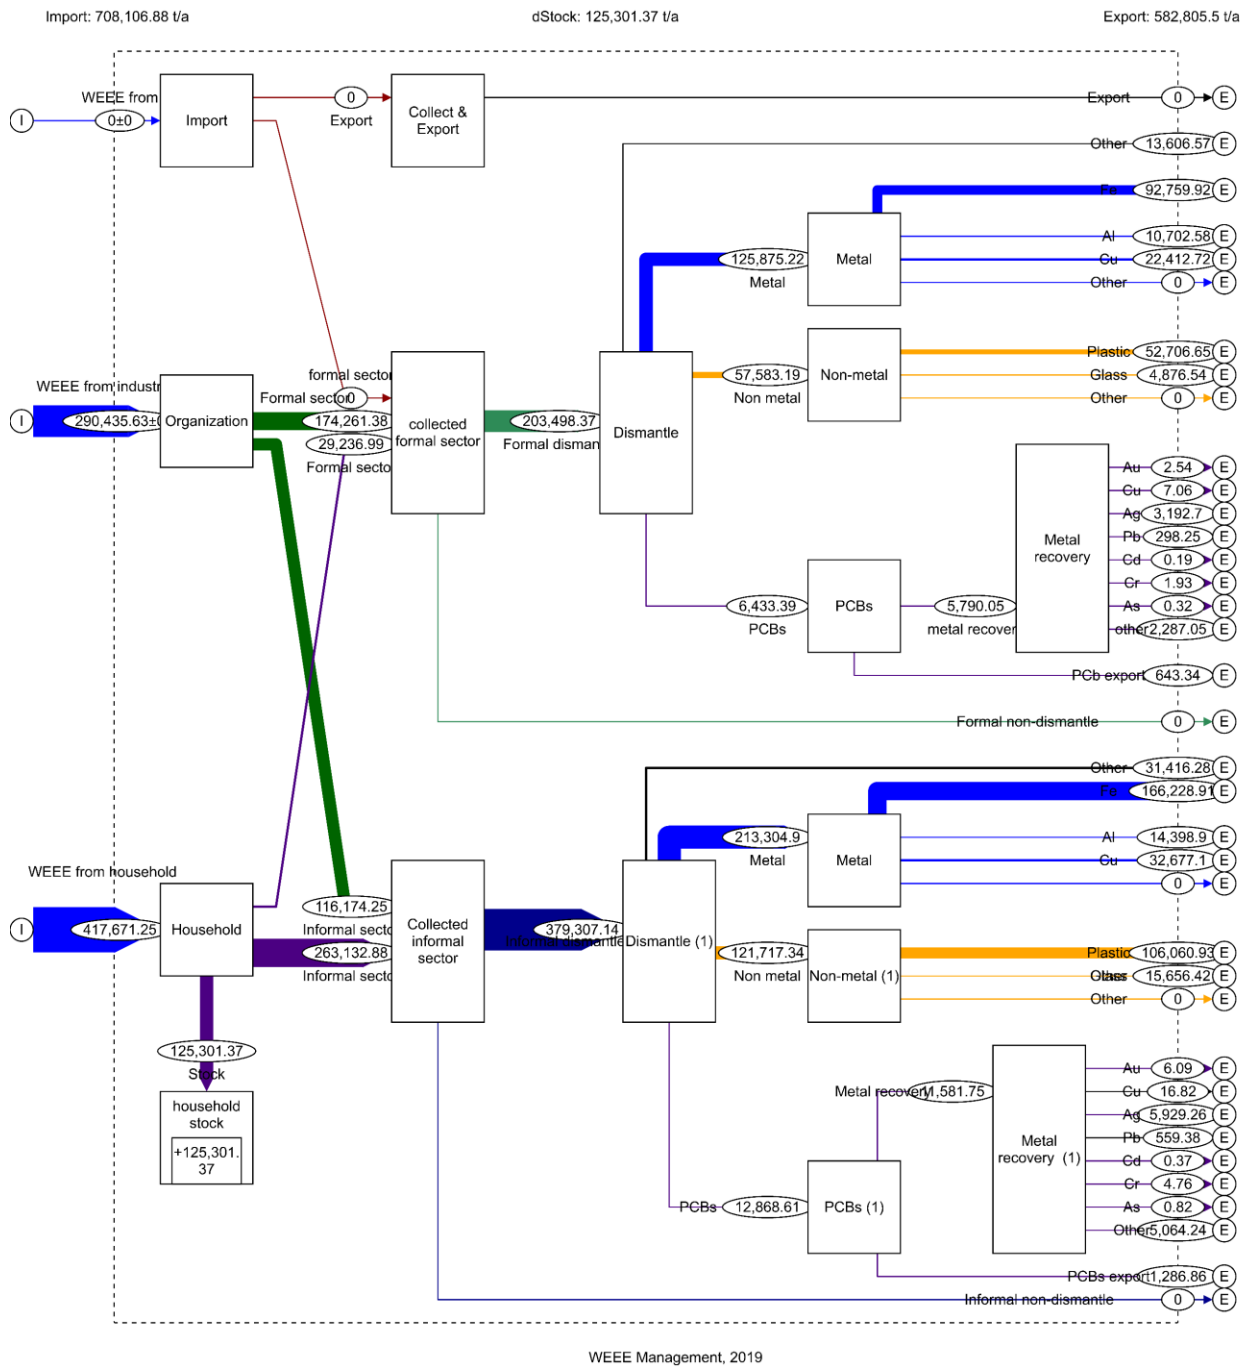 Import: 708,106.88 t/a
dStock: 125,301.37 t/a
Export: 582,805.5 t/a
WEEE from
I
0±0
Import
0
Export
Collect &
Export
Export
0
E
Other
13,606.57
E
Fe
92,759.92
E
Al
10,702.58
E
125,875.22
Metal
Metal
Cu
22,412.72
E
Other
0
E
WEEE from industr
I
290,435.63±0
Organization
formal sector
Formal sector
0
174,261.38
29,236.99
Formal secto
collected
formal sector
203,498.37
Formal disman
Dismantle
57,583.19
Non metal
Non-metal
Plastic
52,706.65
E
Glass
4,876.54
E
Other
0
E
6,433.39
PCBs
PCBs
5,790.05
metal recover
Metal
recovery
Au
2.54
E
Cu
7.06
E
Ag
3,192.7
E
Pb
298.25
E
Cd
0.19
E
Cr
1.93
E
As
0.32
E
other
2,287.05
E
PCb export
643.34
E
Formal non-dismantle
0
E
Other
31,416.28
E
Fe
166,228.91
E
213,304.9
Metal
Metal
Al
14,398.9
E
Cu
32,677.1
E
0
E
WEEE from household
I
417,671.25
Household
116,174.25
Informal secto
263,132.88
Informal secto
Collected
informal
sector
379,307.14
Informal dismantle
Dismantle (1)
121,717.34
Non metal
Non-metal (1)
Plastic
106,060.93
E
Glass
15,656.42
E
Other
0
E
125,301.37
Stock
household
stock
+125,301.
37
PCBs
12,868.61
PCBs (1)
Metal recovery
11,581.75
Metal
recovery (1)
Au
6.09
E
Cu
16.82
E
Ag
5,929.26
E
Pb
559.38
E
Cd
0.37
E
Cr
4.76
E
As
0.82
E
Other
5,064.24
E
PCBs export
1,286.86
E
Informal non-dismantle
0
E
WEEE Management, 2019